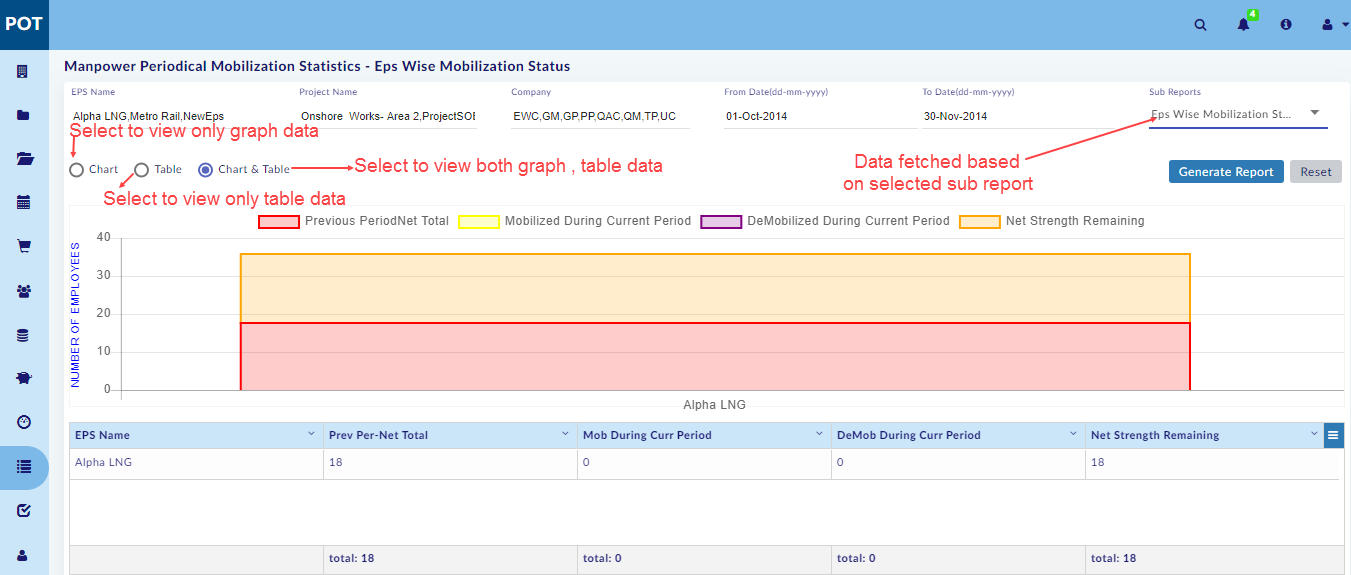 POT
4
Manpower Periodical Mobilization Statistics - Eps Wise Mobilization Status
EPS Name
Project Name
Company
From Date(dd-mm-yyyy)
To Date(dd-mm-yyyy)
Sub Reports
Alpha LNG,Metro Rail,NewEps
Onshore Works- Area 2,ProjectSOE
EWC,GM,GP,PP,QAC,QM,TP,UC
01-Oct-2014
30-Nov-2014
Eps Wise Mobilization St...
Select to view only graph data
Chart
Table
Chart & Table
Select to view both graph , table data
Data fetched based
on selected sub report
Generate Report
Reset
Select to view only table data
Previous PeriodNet Total
Mobilized During Current Period
DeMobilized During Current Period
Net Strength Remaining
NUMBER OF EMPLOYEES
40
30
20
10
0
Alpha LNG
EPS Name
Prev Per-Net Total
Mob During Curr Period
DeMob During Curr Period
Net Strength Remaining
Alpha LNG
18
0
0
18
total: 18
total: 0
total: 0
total: 18